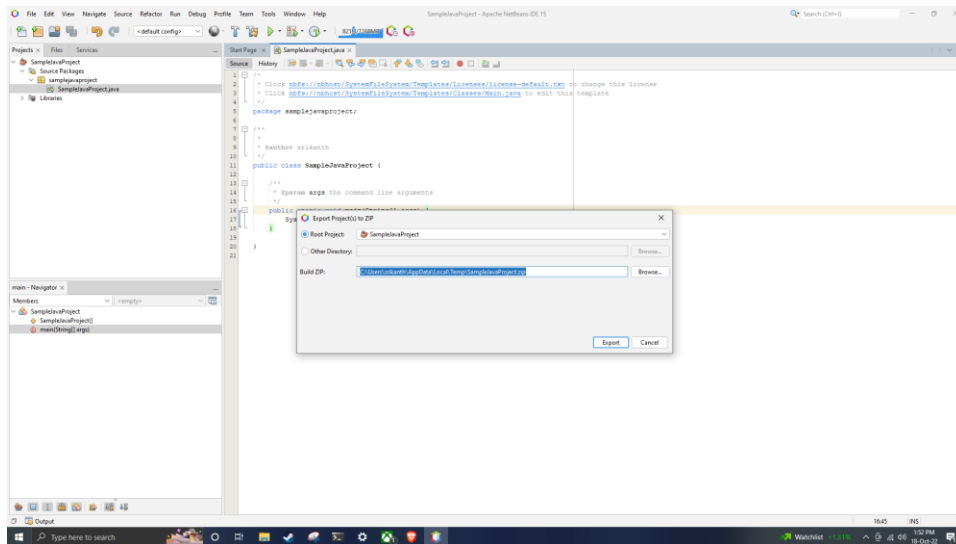 File Edit View Navigate Source Refactor Run Debug Profile Team Tools Window Help
SampleJavaProject - Apache NetBeans IDE 15
Search (Ctrl+I)
<default config>
Projects
Files
Services
SampleJavaProject
Source Packages
samplejavaproject
SampleJavaProject.java
Libraries
Start Page
SampleJavaProject.java
Source
History
1 /*
2 * Click nbfs://nbhost/SystemFileSystem/Templates/Licenses/license-default.txt to change this license
3 * Click nbfs://nbhost/SystemFileSystem/Templates/Classes/Main.java to edit this template
4 */
5 package samplejavaproject;
6
7 /**
8 *
9 * @author srikanth
10 */
11 public class SampleJavaProject {
12
13 /**
14 * @param args the command line arguments
15 */
16 public
17 Sys
18 }
19
20 }
21
Export Project(s) to ZIP
Root Project:
SampleJavaProject
Other Directory:
Browse...
Build ZIP:
C:\Users\srikanth\AppData\Local\Temp\SampleJavaProject.zip
Browse...
Export
Cancel
main - Navigator
Members
<empty>
SampleJavaProject
SampleJavaProject()
main(String[] args)
Output
16:45
INS
Type here to search
Watchlist +1.31%
1:52 PM
18-Oct-22